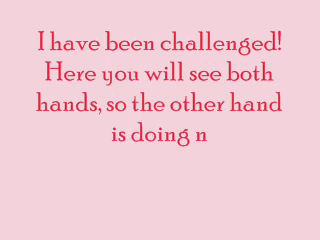 I have been challenged!
Here you will see both
hands, so the other hand
is doing n